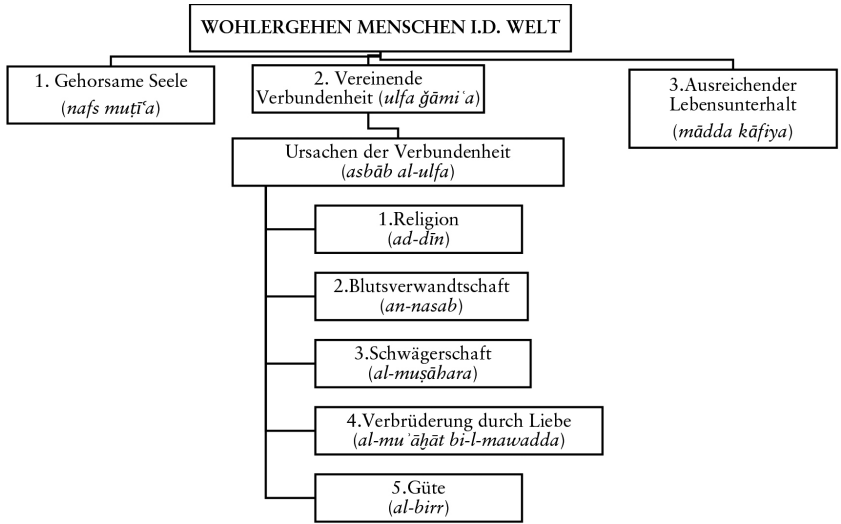 WOHLERGEHEN MENSCHEN I.D. WELT
1. Gehorsame Seele
(nafs muṭīʿa)
2. Vereinende
Verbundenheit (ulfa ǧāmiʿa)
3.Ausreichender
Lebensunterhalt
(mādda kāfiya)
Ursachen der Verbundenheit
(asbāb al-ulfa)
1.Religion
(ad-dīn)
2.Blutsverwandtschaft
(an-nasab)
3.Schwägerschaft
(al-muṣāhara)
4.Verbrüderung durch Liebe
(al-muʾāḫāt bi-l-mawadda)
5.Güte
(al-birr)